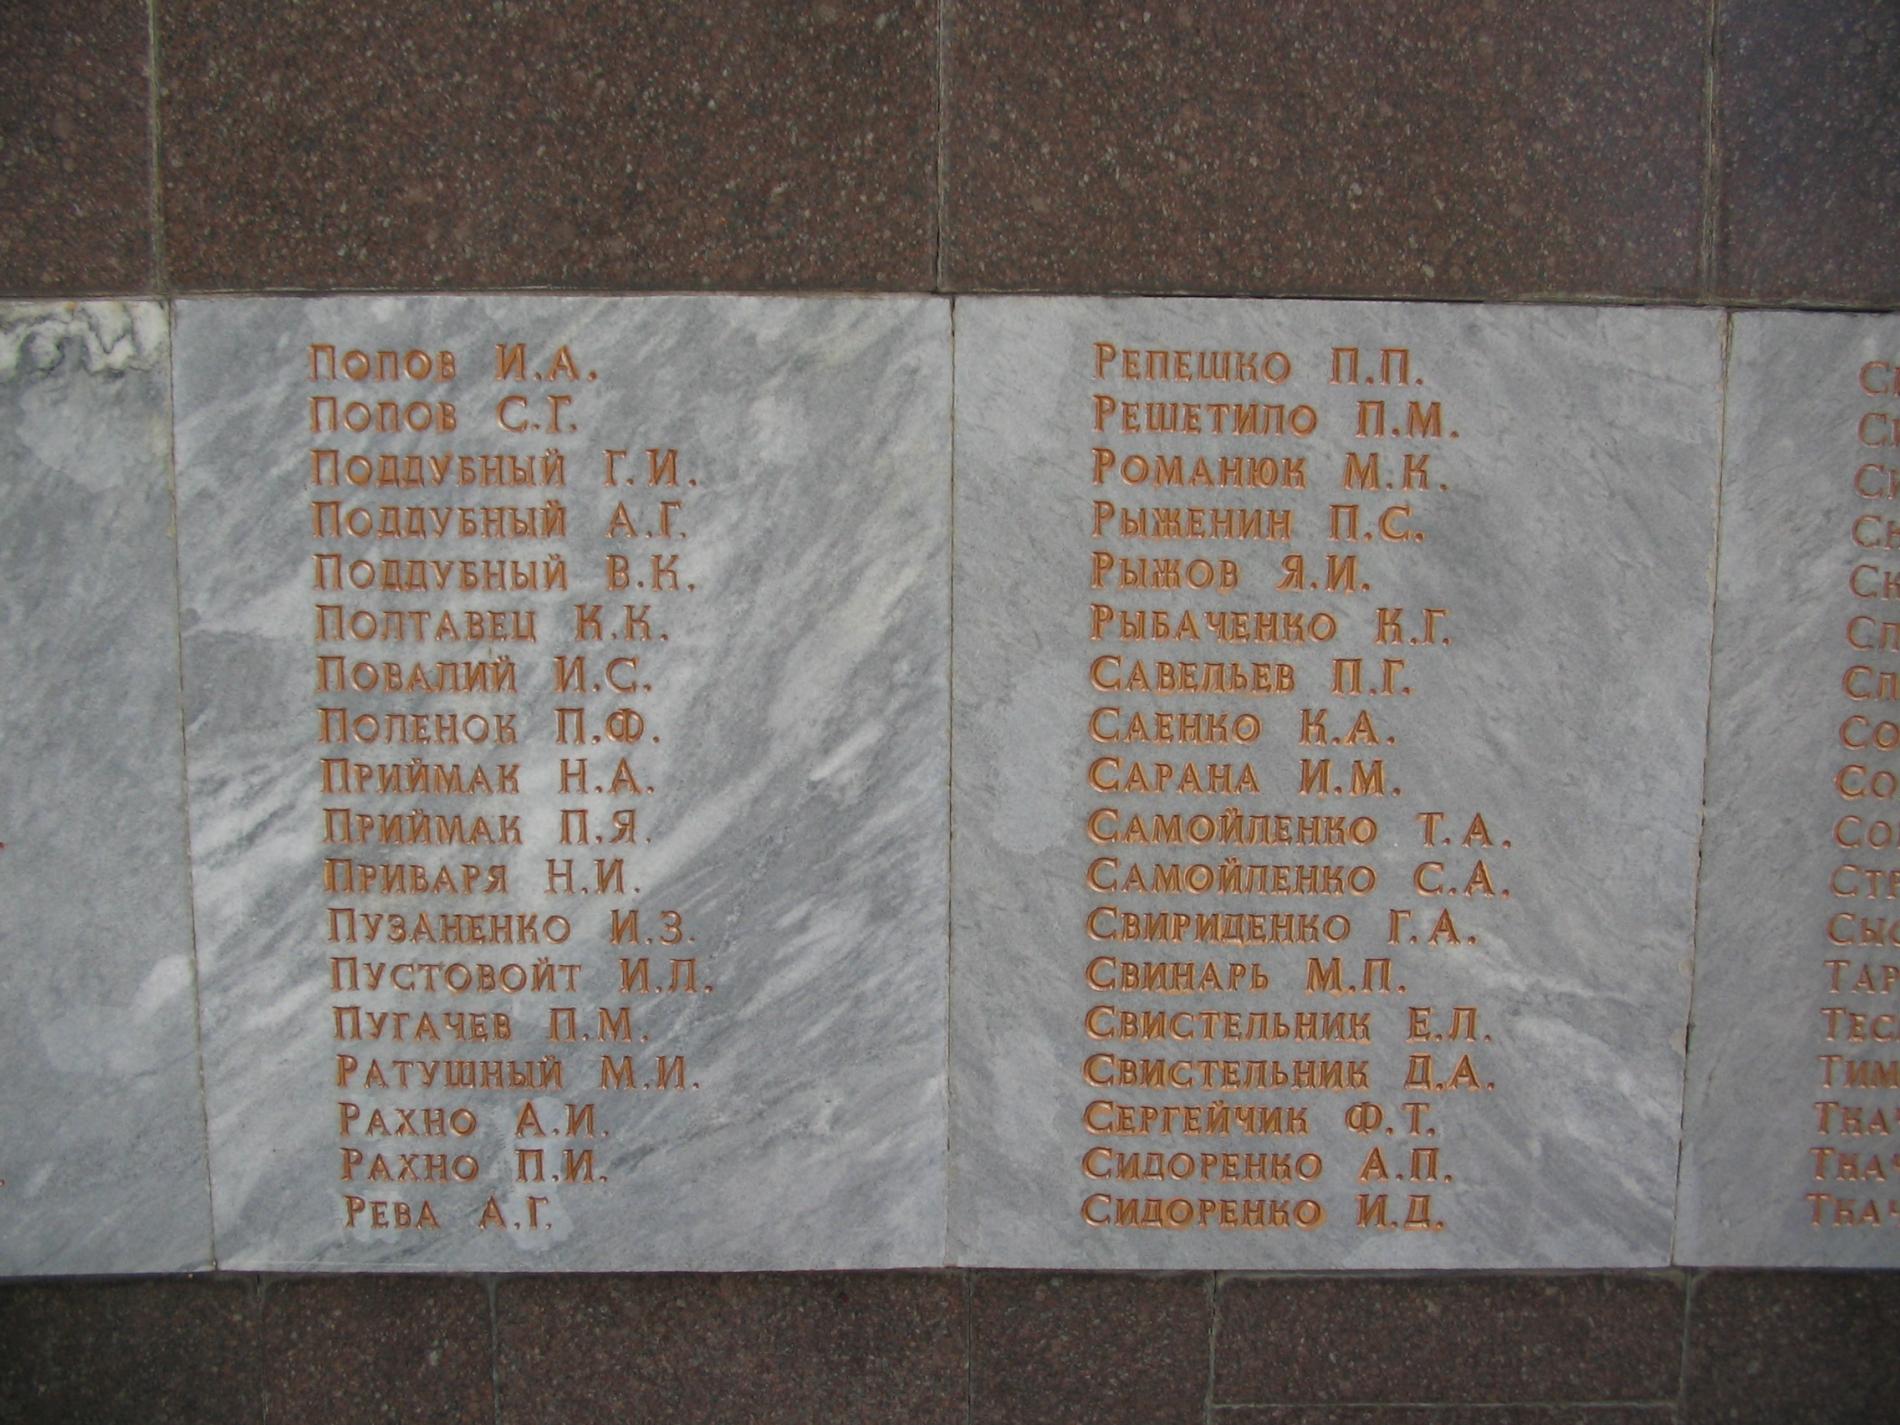 Попов И.А.
Попов С.Г.
Поддубный Г.И.
Поддубный А.Г.
Поддубный В.К.
Полтавец К.К.
Повалий И.С.
Поленок П.Ф.
Приймак Н.А.
Приймак П.Я.
Приваря Н.И.
Пузаненко И.З.
Пустовойт И.Л.
Пугачев П.М.
Ратушный М.И.
Рахно А.И.
Рахно П.И.
Рева А.Г.
Репешко П.П.
Решетило П.М.
Романюк М.К.
Рыженин П.С.
Рыжов Я.И.
Рыбаченко К.Г.
Савельев П.Г.
Саенко К.А.
Сарана И.М.
Самойленко Т.А.
Самойленко С.А.
Свириденко Г.А.
Свинарь М.П.
Свистельник Е.Л.
Свистельник Д.А.
Сергейчик Ф.Т.
Сидоренко А.П.
Сидоренко И.Д.